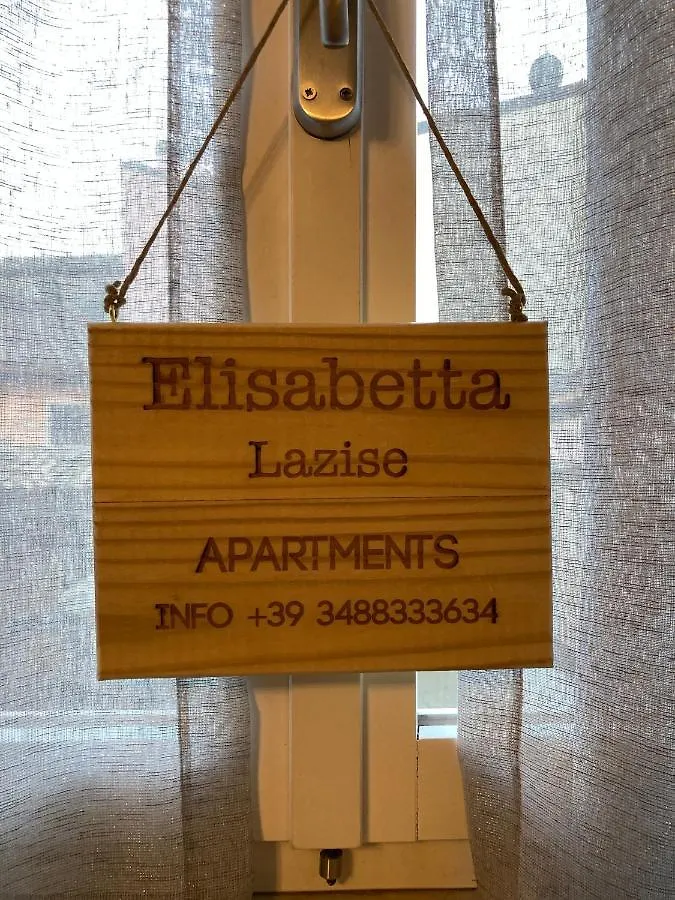 Elisabetta
Lazise
APARTMENTS
INFO +39 3488333634